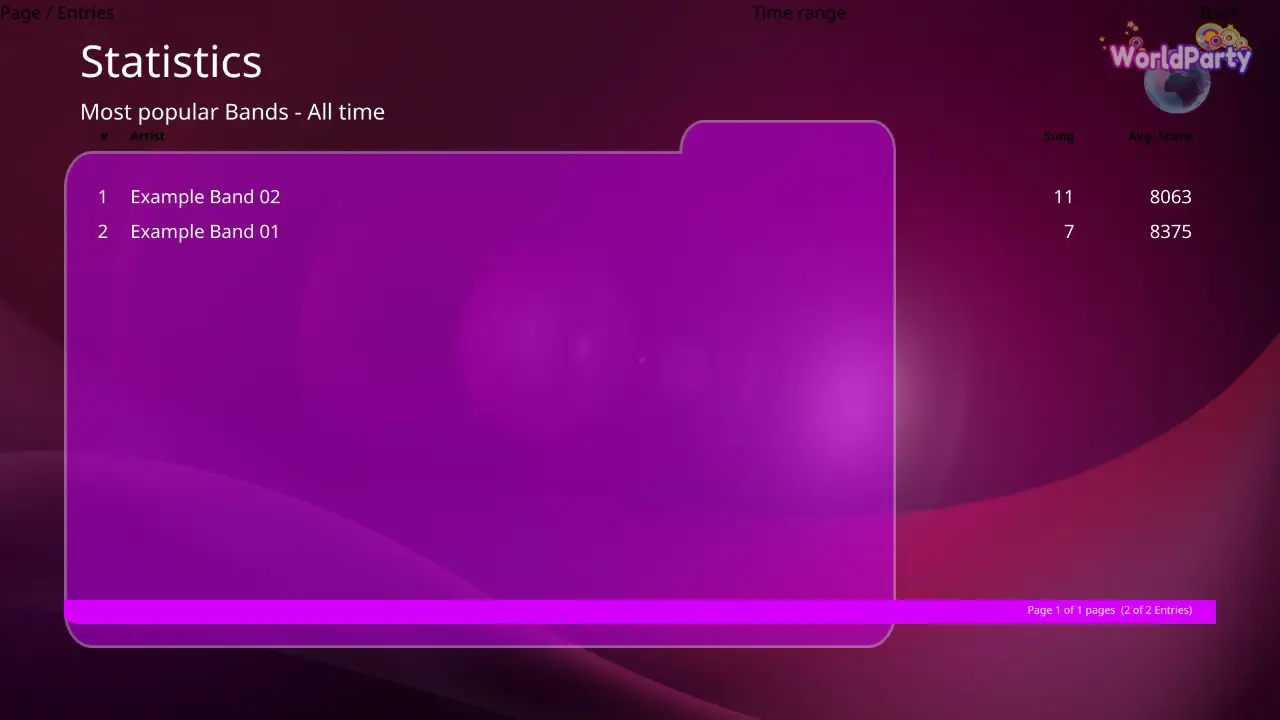 Page / Entries Time range Back
Statistics
WorldParty
Most popular Bands - All time
# Artist Sung Avg. Score
1 Example Band 02 11 8063
2 Example Band 01 7 8375
Page 1 of 1 pages (2 of 2 Entries)